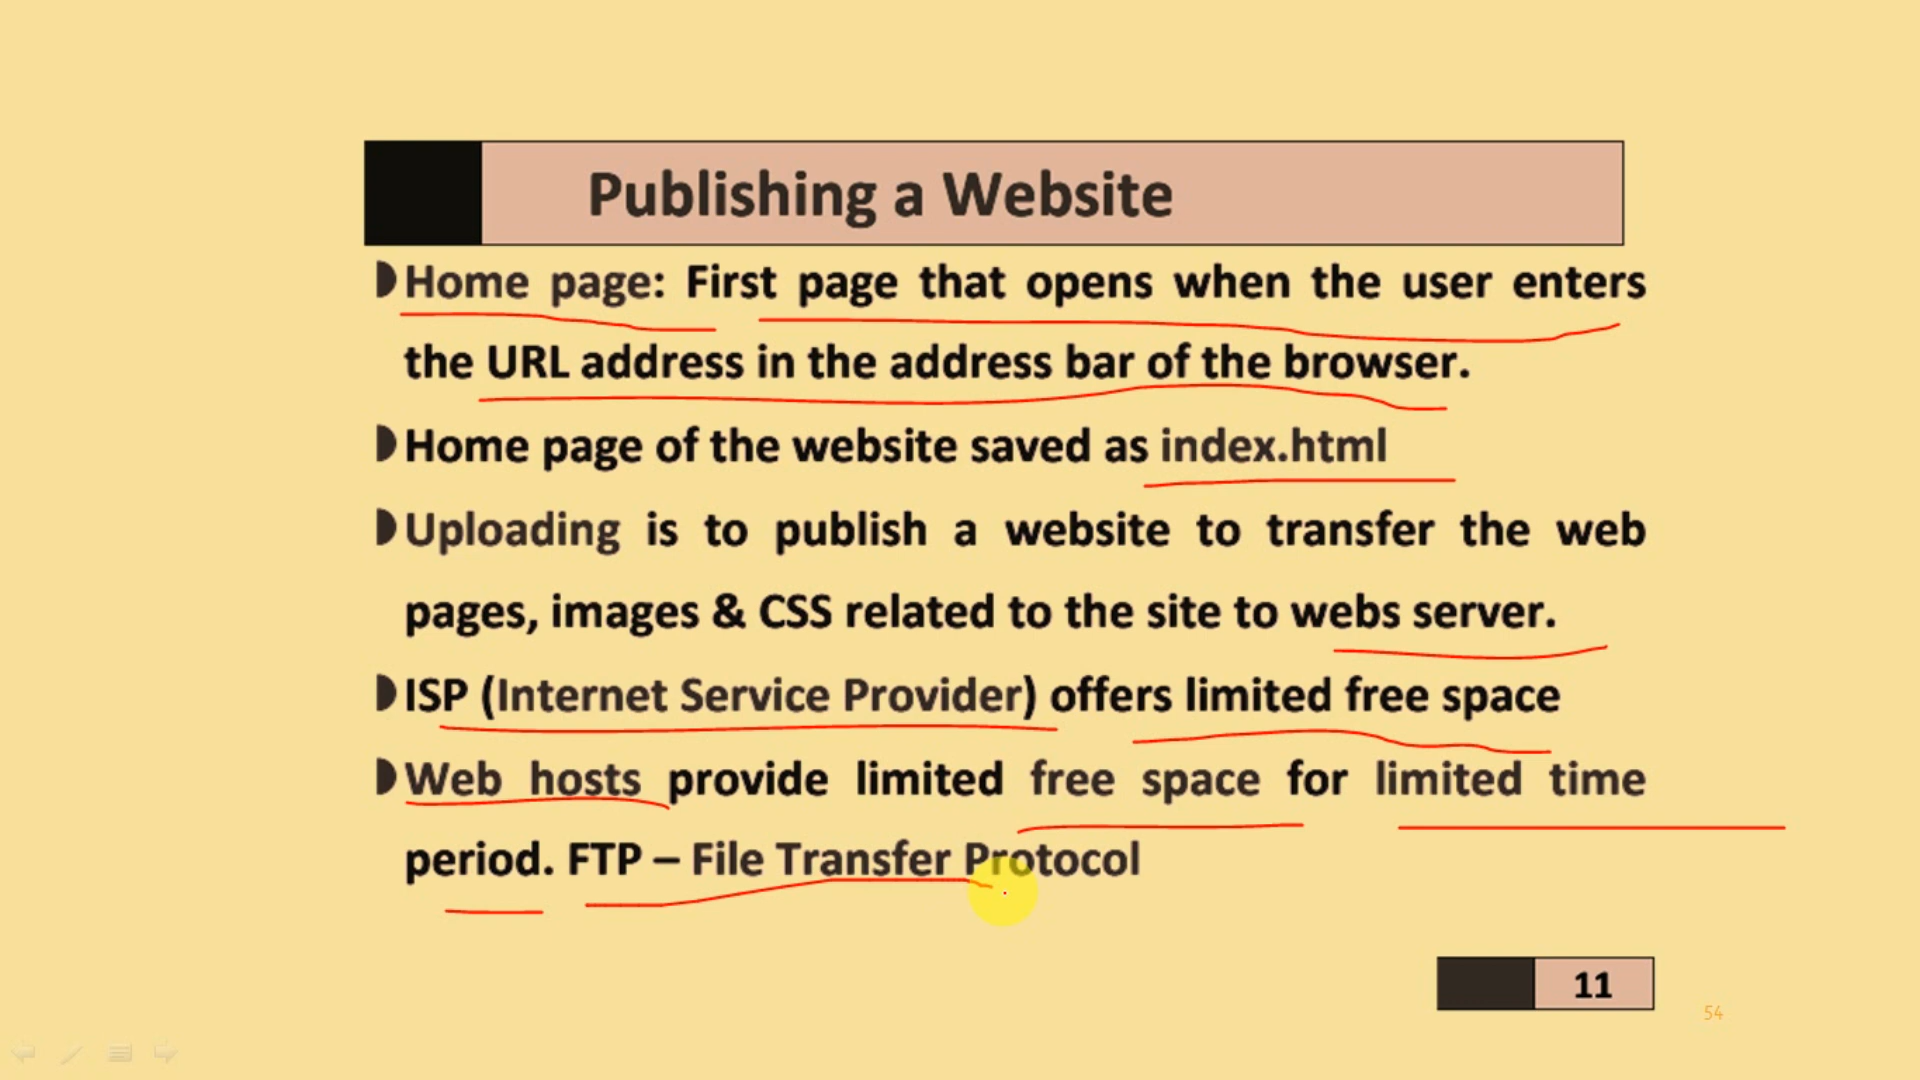 Publishing a Website
Home page: First page that opens when the user enters
the URL address in the address bar of the browser.
Home page of the website saved as index.html
Uploading is to publish a website to transfer the web
pages, images & CSS related to the site to webs server.
ISP (Internet Service Provider) offers limited free space
Web hosts provide limited free space for limited time
period. FTP – File Transfer Protocol
11
54